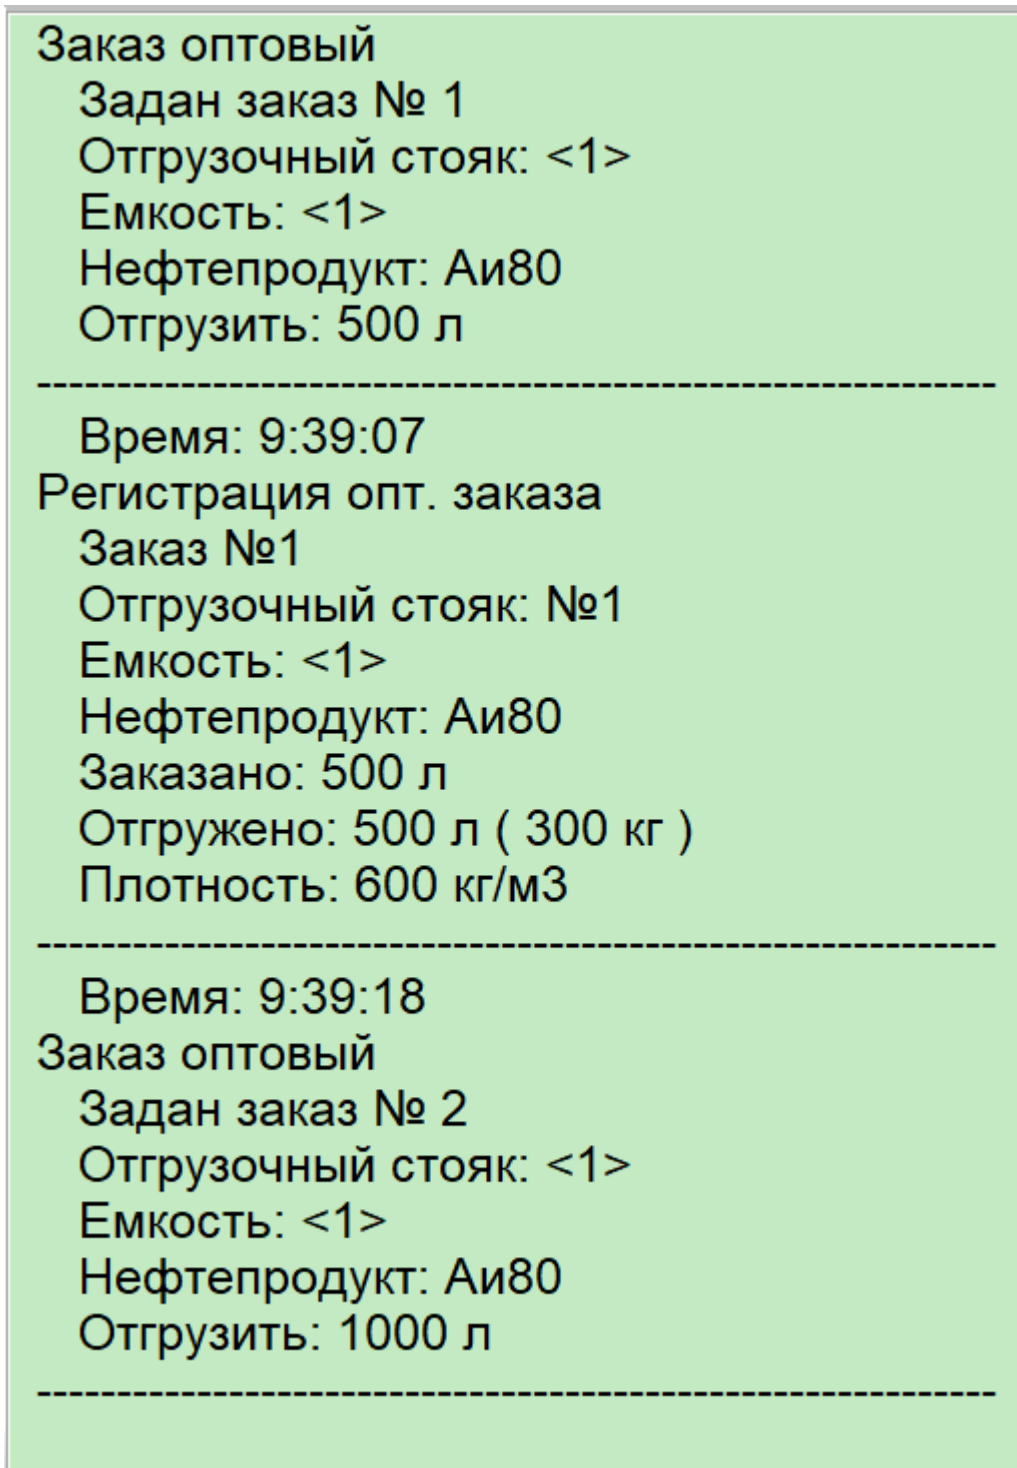 Заказ оптовый
Задан заказ № 1
Отгрузочный стояк: <1>
Емкость: <1>
Нефтепродукт: Аи80
Отгрузить: 500 л
------------------------------------------------------------
Время: 9:39:07
Регистрация опт. заказа
Заказ №1
Отгрузочный стояк: №1
Емкость: <1>
Нефтепродукт: Аи80
Заказано: 500 л
Отгружено: 500 л ( 300 кг )
Плотность: 600 кг/м3
------------------------------------------------------------
Время: 9:39:18
Заказ оптовый
Задан заказ № 2
Отгрузочный стояк: <1>
Емкость: <1>
Нефтепродукт: Аи80
Отгрузить: 1000 л
------------------------------------------------------------